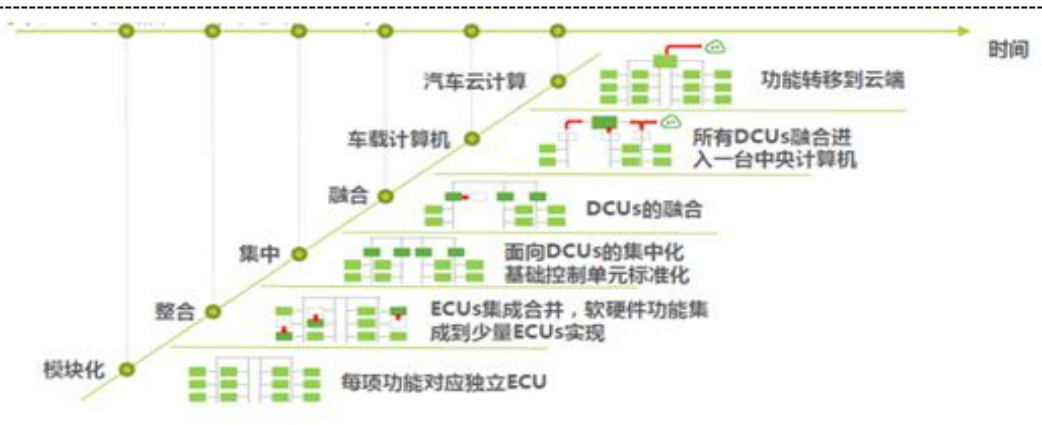 时间
汽车云计算
功能转移到云端
车载计算机
所有DCUs融合进
入一台中央计算机
融合
DCUs的融合
集中
面向DCUs的集中化
基础控制单元标准化
整合
ECUs集成合并，软硬件功能集
成到少量ECUs实现
模块化
每项功能对应独立ECU